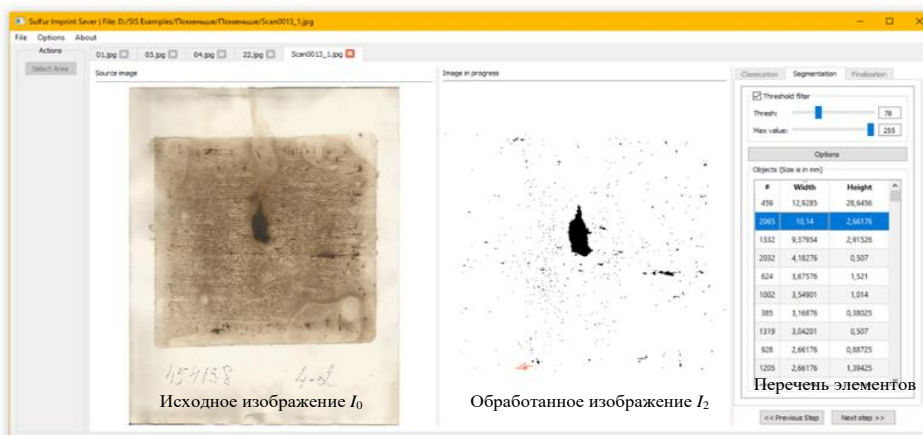 Sulfur Imprint Saver | File: D:/SIS Examples/Поменьше/Поменьше/Scan0013_1.jpg
File Options About
Actions
Select Area
01.jpg 03.jpg 04.jpg 22.jpg Scan0013_1.jpg
Source image
454138 4-2
Исходное изображение I₀
Image in progress
Обработанное изображение I₂
Classication Segmentation Finalization
Threshold filter
Thresh: 78
Max value: 255
Options
Objects (Size is in mm)
# Width Height
459 12,9285 28,6456
2065 10,14 2,66176
1332 9,37954 2,91526
2032 4,18276 0,507
624 3,67576 1,521
1002 3,54901 1,014
385 3,16876 0,38025
1319 3,04201 0,507
928 2,66176 0,88725
1205 2,66176 1,39425
Перечень элементов
<< Previous Step Next step >>